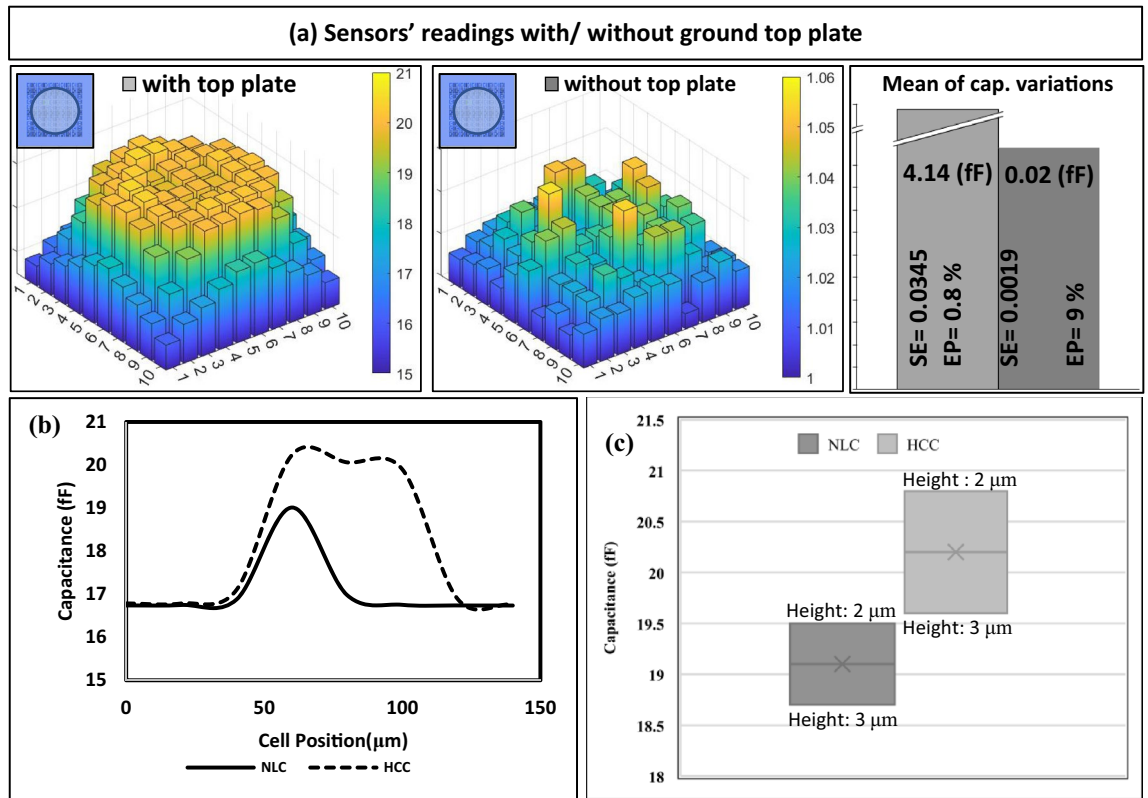 (a) Sensors’ readings with/ without ground top plate
with top plate
21
20
19
18
17
16
15
1 2 3 4 5 6 7 8 9 10
1 2 3 4 5 6 7 8 9 10
without top plate
1.06
1.05
1.04
1.03
1.02
1.01
1
1 2 3 4 5 6 7 8 9 10
1 2 3 4 5 6 7 8 9 10
Mean of cap. variations
4.14 (fF)
0.02 (fF)
SE= 0.0345
EP= 0.8 %
SE= 0.0019
EP= 9 %
(b)
Capacitance (fF)
21
20
19
18
17
16
15
0 50 100 150
Cell Position(μm)
NLC HCC
(c)
NLC HCC
Capacitance (fF)
21.5
21
20.5
20
19.5
19
18.5
18
Height : 2 μm
Height: 3 μm
Height: 2 μm
Height: 3 μm